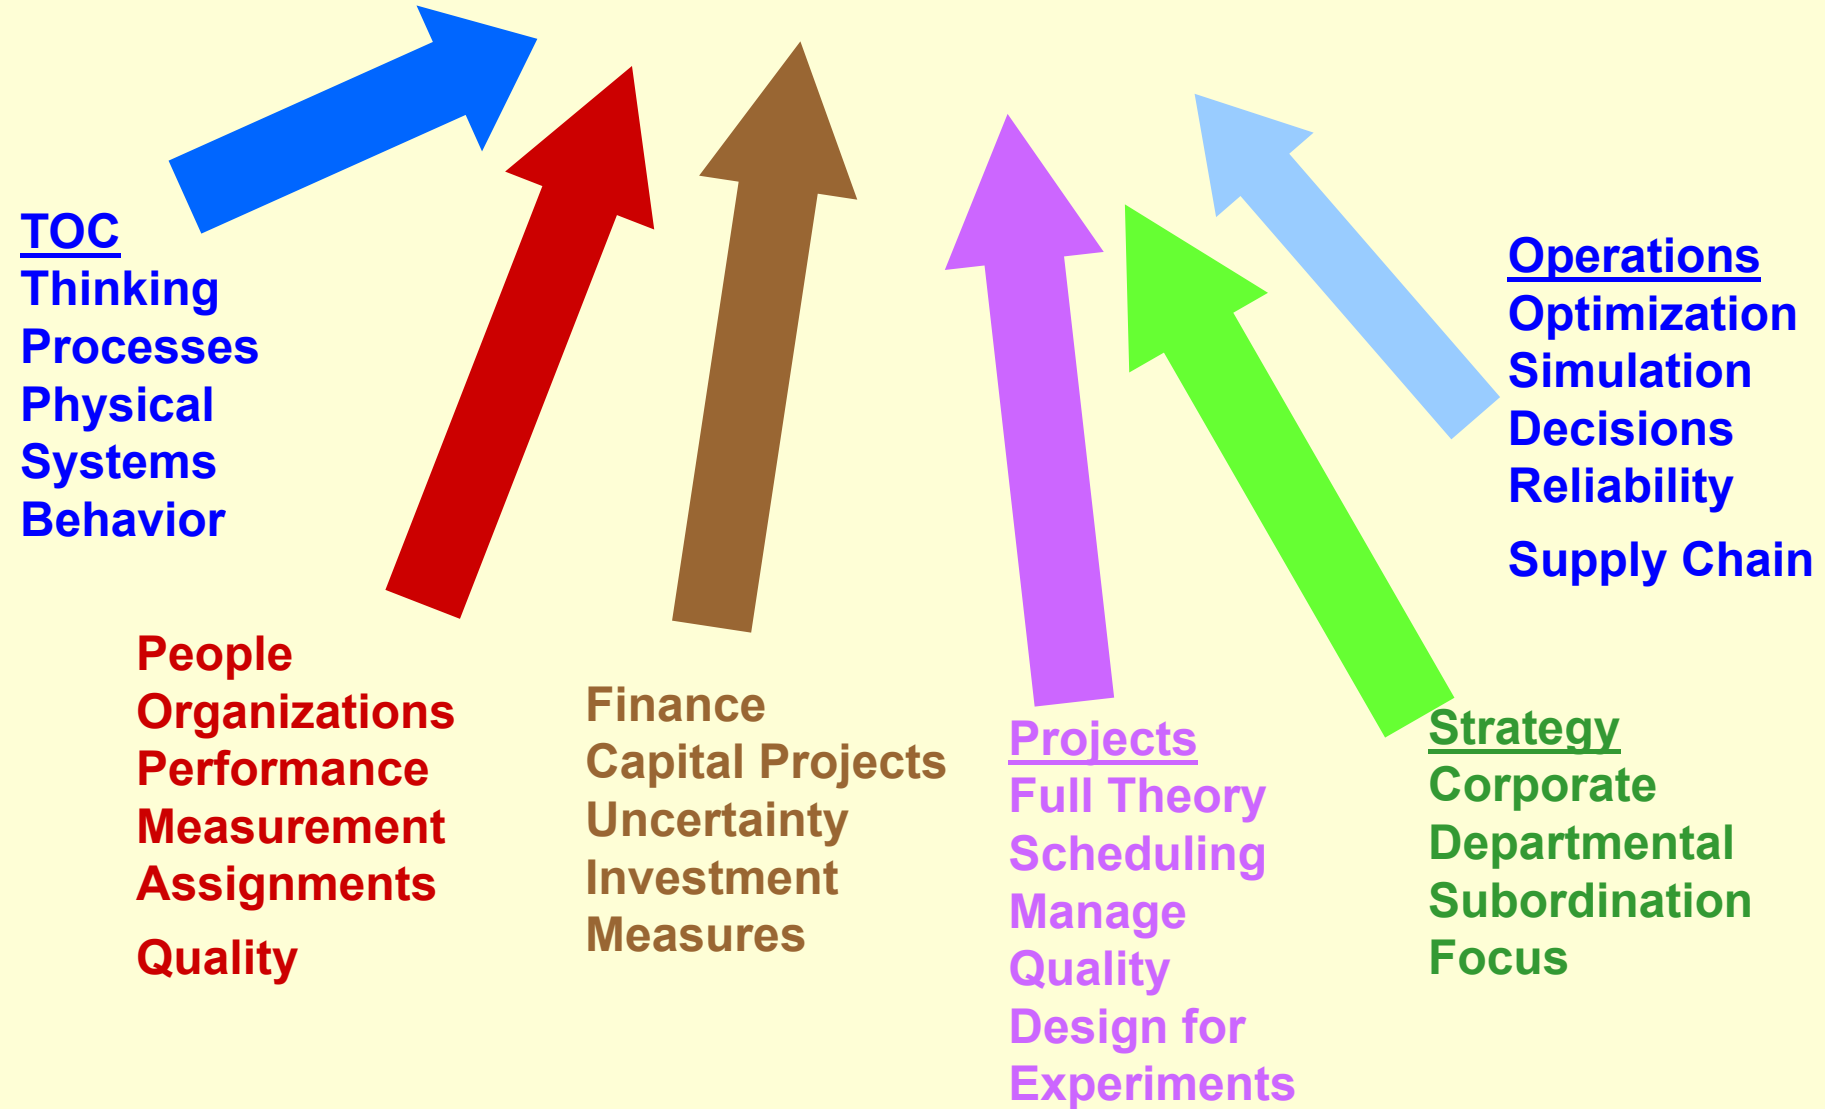 TOC
Thinking
Processes
Physical
Systems
Behavior
People
Organizations
Performance
Measurement
Assignments
Quality
Finance
Capital Projects
Uncertainty
Investment
Measures
Projects
Full Theory
Scheduling
Manage
Quality
Design for
Experiments
Strategy
Corporate
Departmental
Subordination
Focus
Operations
Optimization
Simulation
Decisions
Reliability
Supply Chain